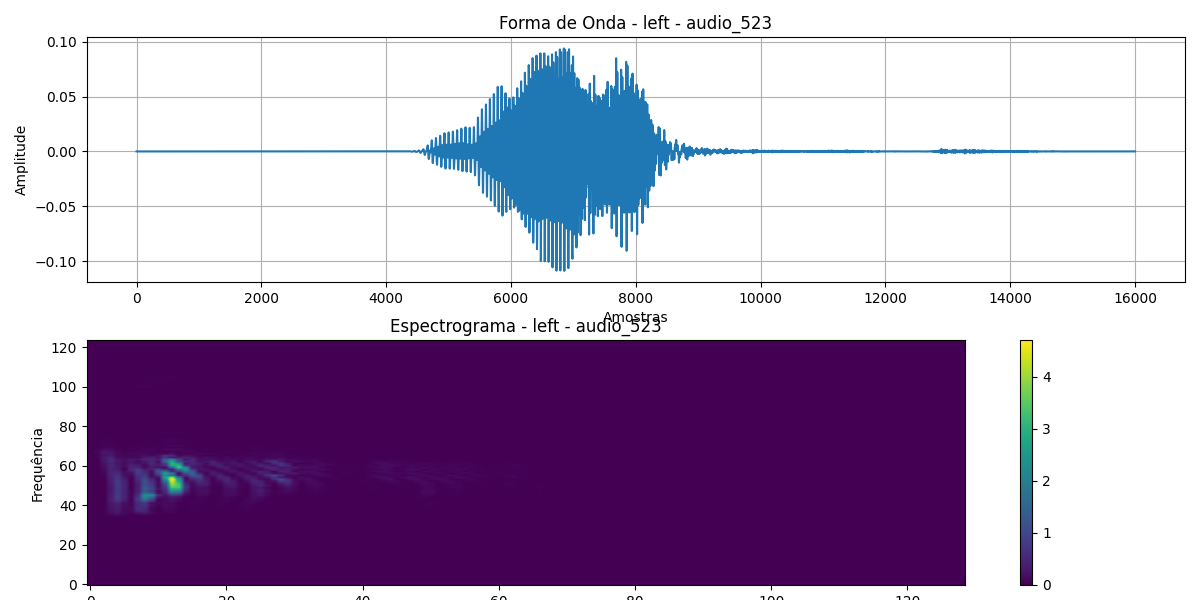 Forma de Onda - left - audio_523
0.10
0.05
0.00
−0.05
−0.10
Amplitude
0 2000 4000 6000 8000 10000 12000 14000 16000
Amostras
Espectrograma - left - audio_523
120
100
80
60
40
20
0
Frequência
0 20 40 60 80 100 120
4
3
2
1
0